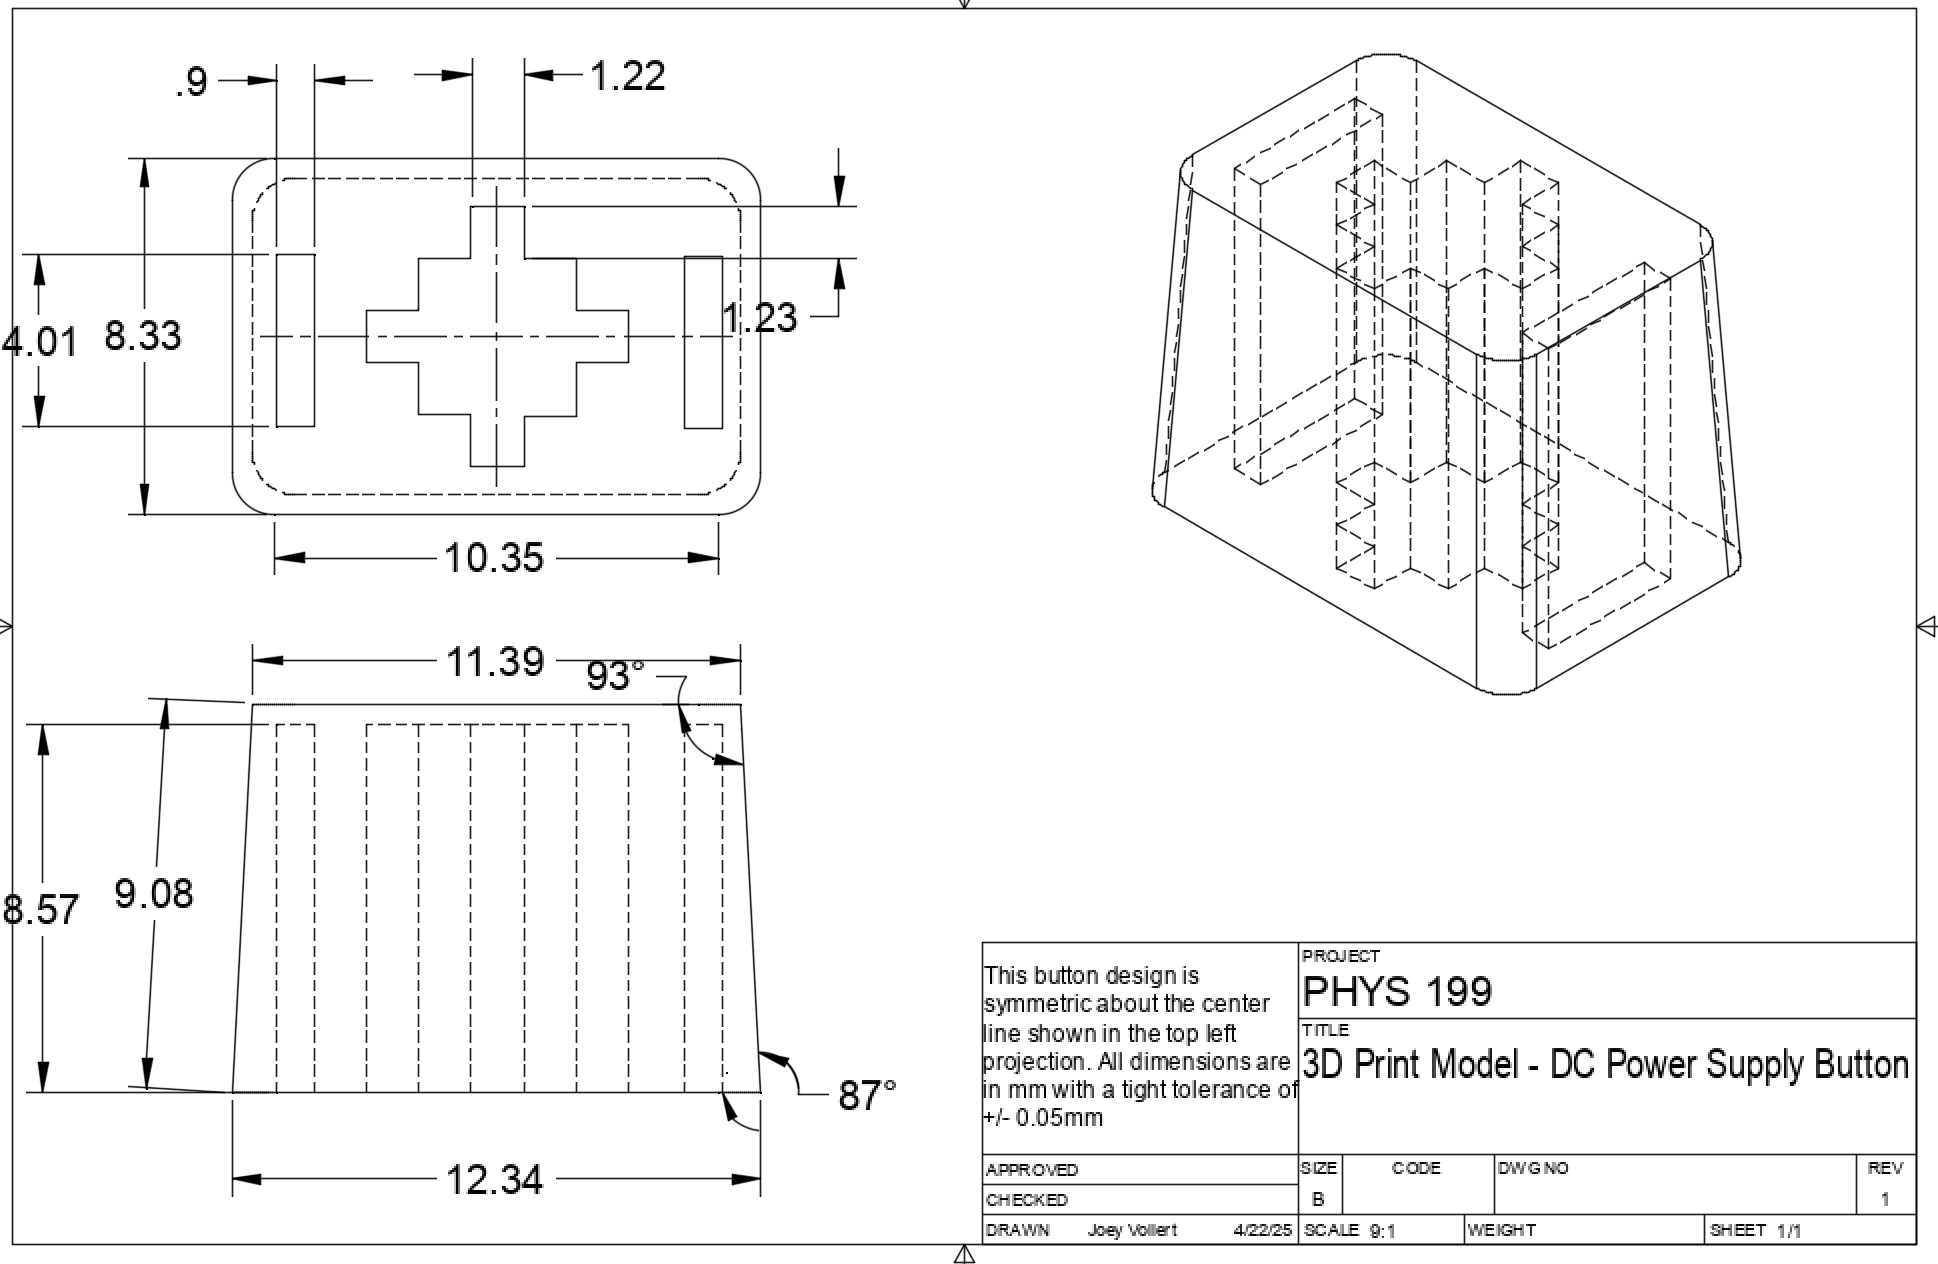 .9
1.22
4.01
8.33
1.23
10.35
11.39
93°
8.57
9.08
87°
12.34
This button design is
symmetric about the center
line shown in the top left
projection. All dimensions are
in mm with a tight tolerance of
+/- 0.05mm
PROJECT
PHYS 199
TITLE
3D Print Model - DC Power Supply Button
APPROVED
CHECKED
DRAWN Joey Vollert 4/22/25
SIZE CODE DWG NO REV
B 1
SCALE 9:1 WEIGHT SHEET 1/1